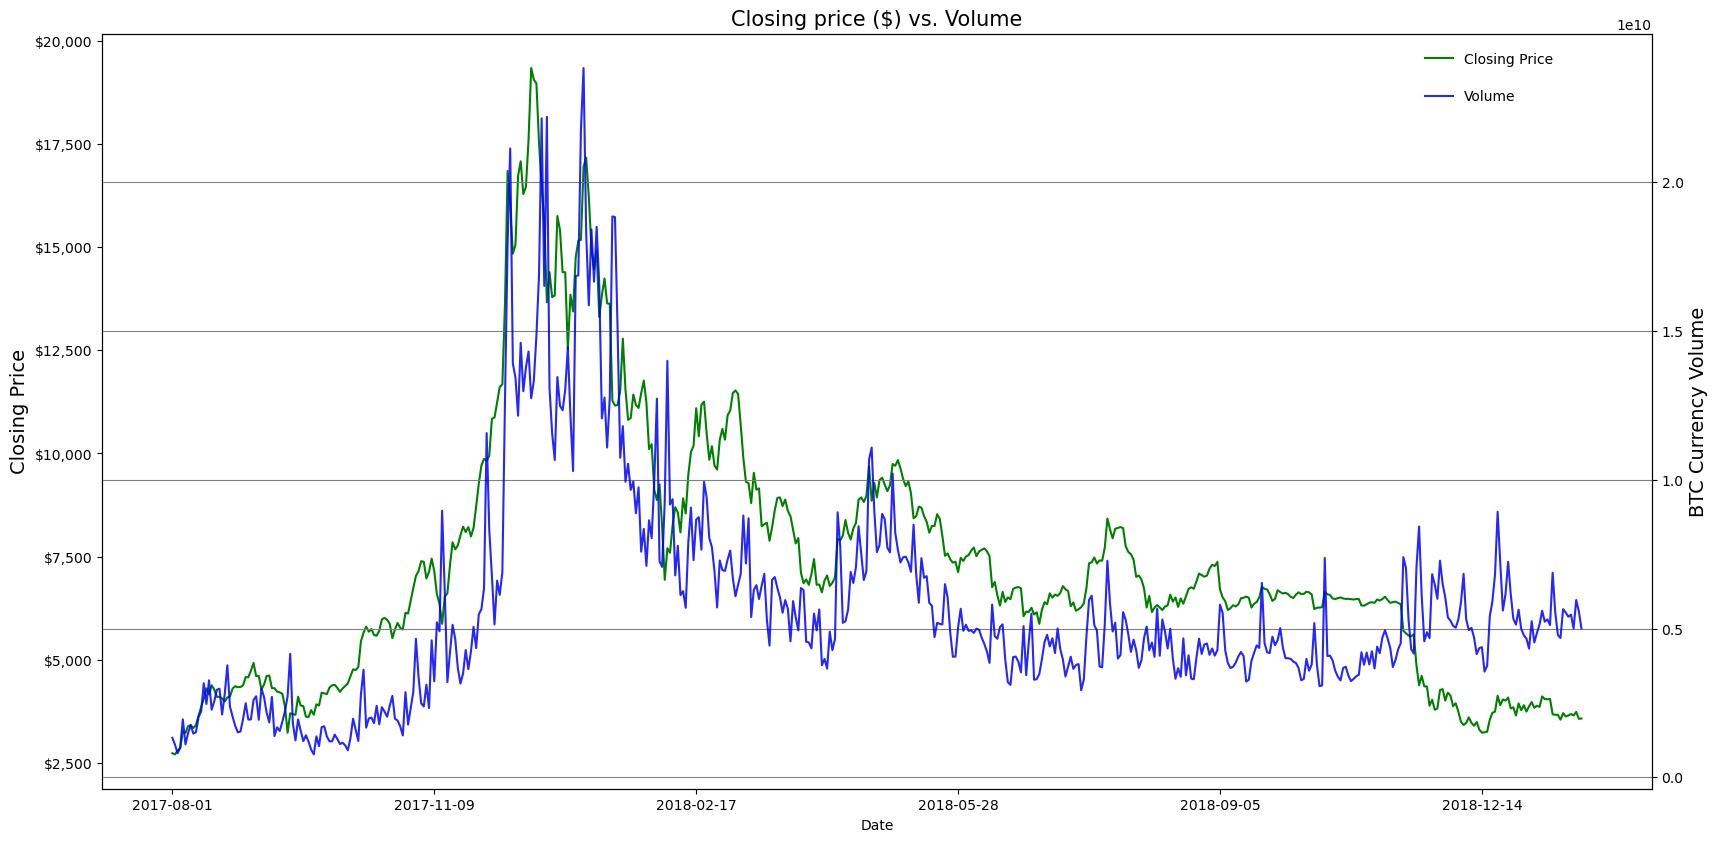 Closing price ($) vs. Volume
1e10
Closing Price
Volume
$20,000
$17,500
$15,000
$12,500
$10,000
$7,500
$5,000
$2,500
Closing Price
2.0
1.5
1.0
0.5
0.0
BTC Currency Volume
2017-08-01 2017-11-09 2018-02-17 2018-05-28 2018-09-05 2018-12-14
Date